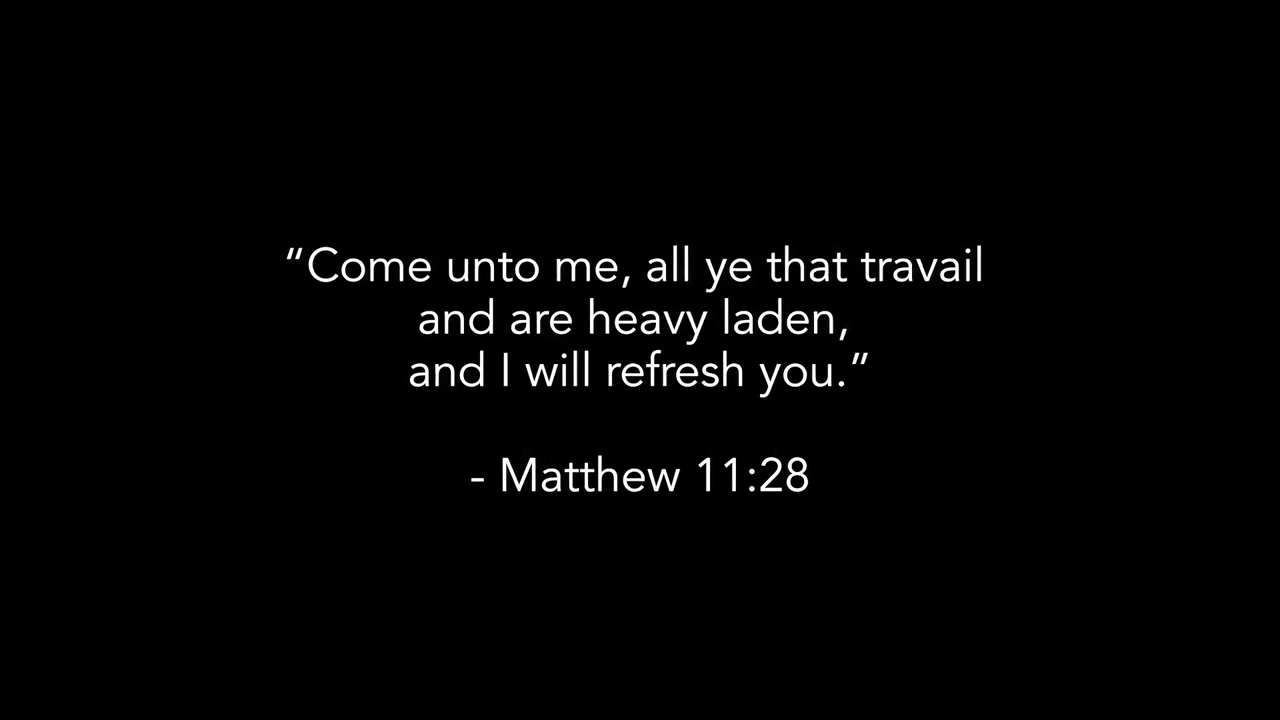 “Come unto me, all ye that travail
and are heavy laden,
and I will refresh you.”
- Matthew 11:28